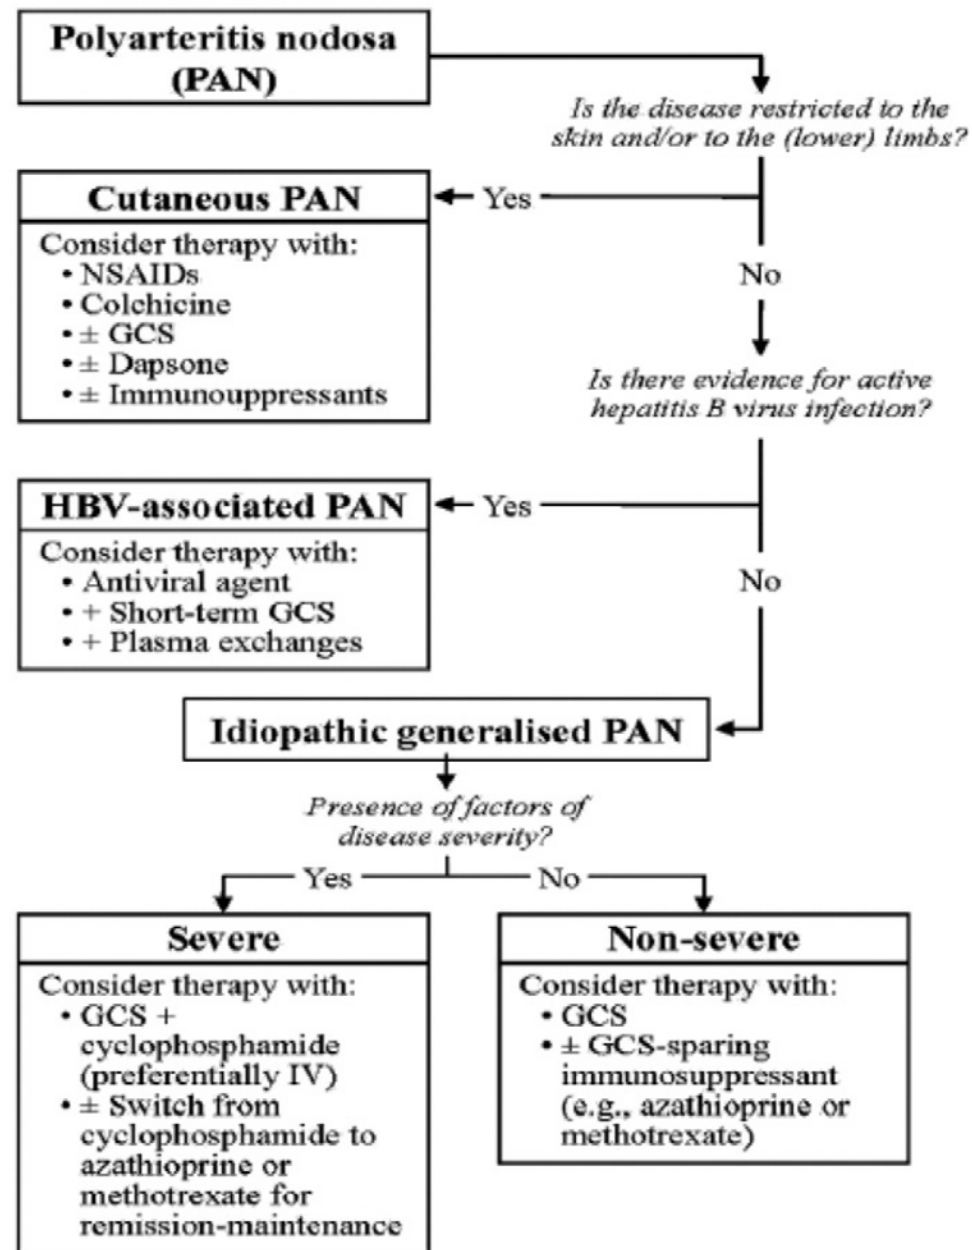 Polyarteritis nodosa
(PAN)
Is the disease restricted to the
skin and/or to the (lower) limbs?
Cutaneous PAN
Yes
Consider therapy with:
• NSAIDs
• Colchicine
• ± GCS
• ± Dapsone
• ± Immunouppressants
No
Is there evidence for active
hepatitis B virus infection?
HBV-associated PAN
Yes
Consider therapy with:
• Antiviral agent
• + Short-term GCS
• + Plasma exchanges
No
Idiopathic generalised PAN
Presence of factors of
disease severity?
Yes
No
Severe
Consider therapy with:
• GCS +
cyclophosphamide
(preferentially IV)
• ± Switch from
cyclophosphamide to
azathioprine or
methotrexate for
remission-maintenance
Non-severe
Consider therapy with:
• GCS
• ± GCS-sparing
immunosuppressant
(e.g., azathioprine or
methotrexate)